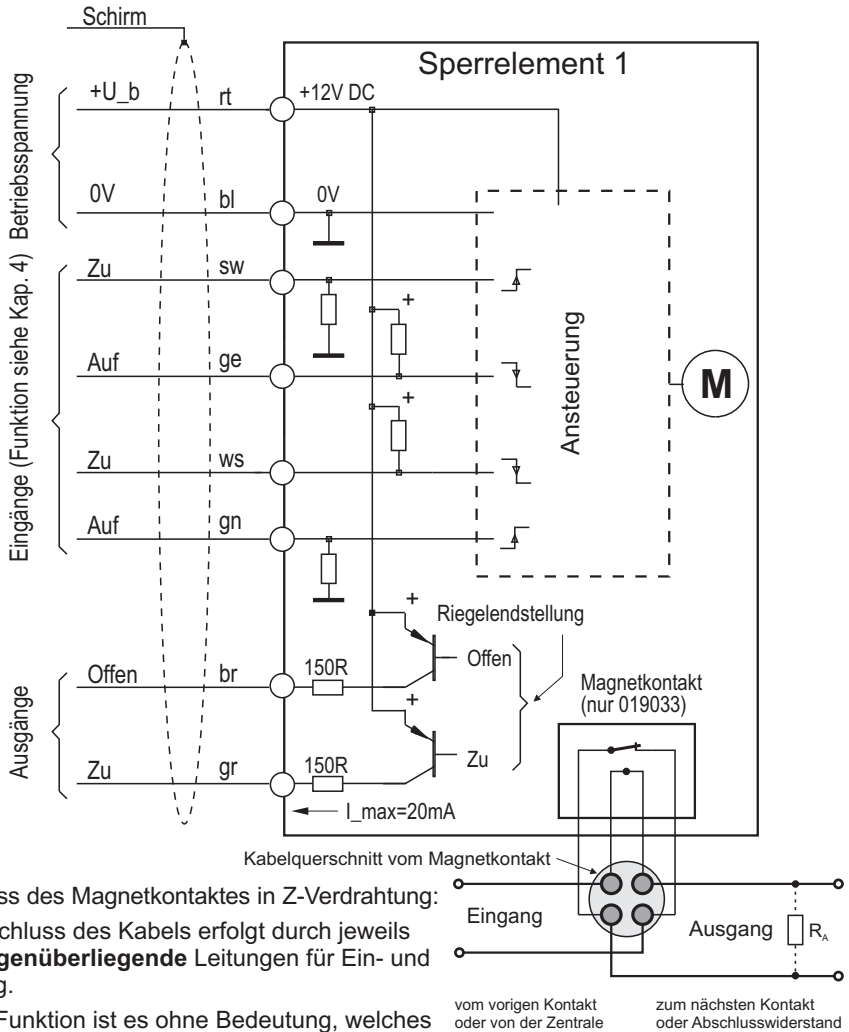 Schirm
Sperrelement 1
Betriebsspannung
+U_b rt +12V DC
0V bl 0V
Eingänge (Funktion siehe Kap. 4)
Zu sw
+
Auf ge
+
Zu ws
Auf gn
Ansteuerung
M
Ausgänge
+
Riegelendstellung
Offen br 150R Offen
Magnetkontakt
(nur 019033)
+
Zu gr 150R Zu
I_max=20mA
Kabelquerschnitt vom Magnetkontakt
ss des Magnetkontaktes in Z-Verdrahtung:
schluss des Kabels erfolgt durch jeweils
genüberliegende Leitungen für Ein- und
g.
Funktion ist es ohne Bedeutung, welches
Eingang
Ausgang
RA
vom vorigen Kontakt
oder von der Zentrale
zum nächsten Kontakt
oder Abschlusswiderstand